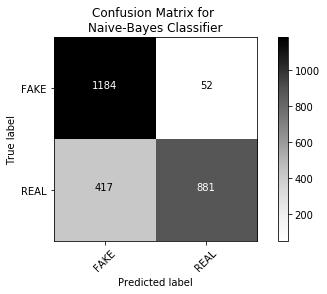 Confusion Matrix for
Naive-Bayes Classifier
FAKE
1184
52
REAL
417
881
FAKE
REAL
True label
Predicted label
1000
800
600
400
200